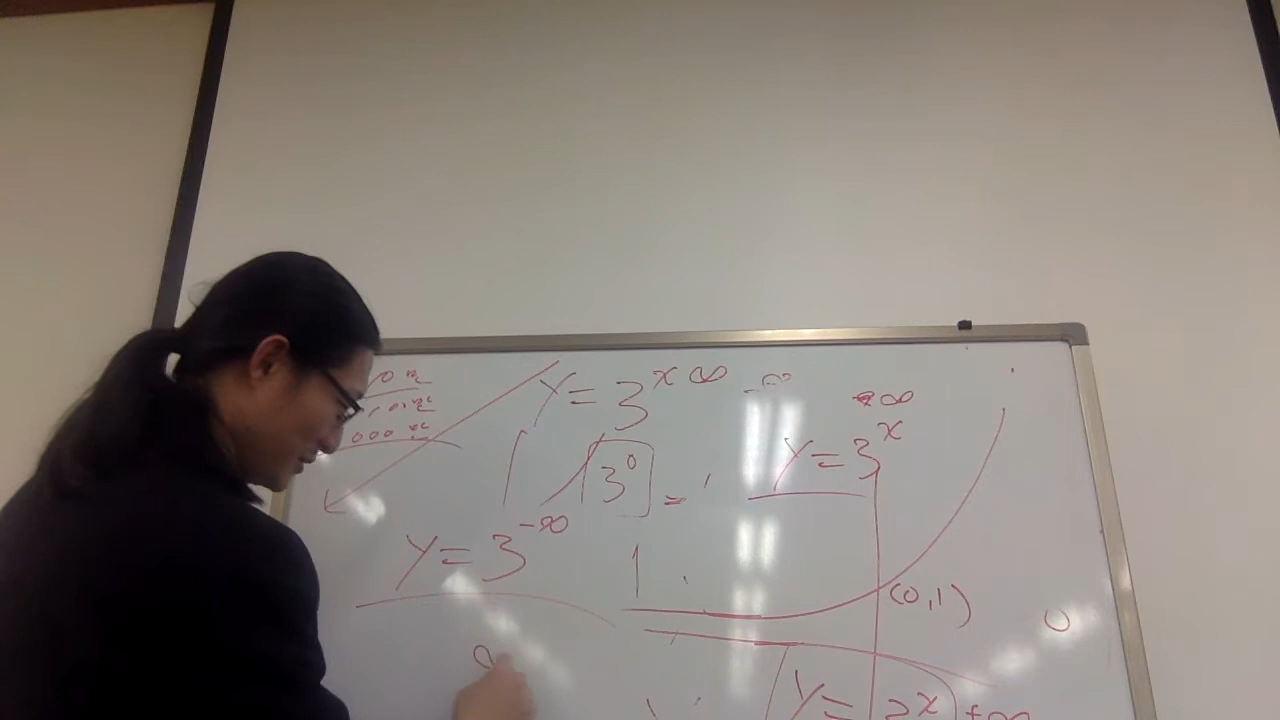 Y = 3^x ∞ -∞
∞
Y = 3^x
3^0 = 1
Y = 3^-∞
1
(0,1)
0
Y = 3^x +∞